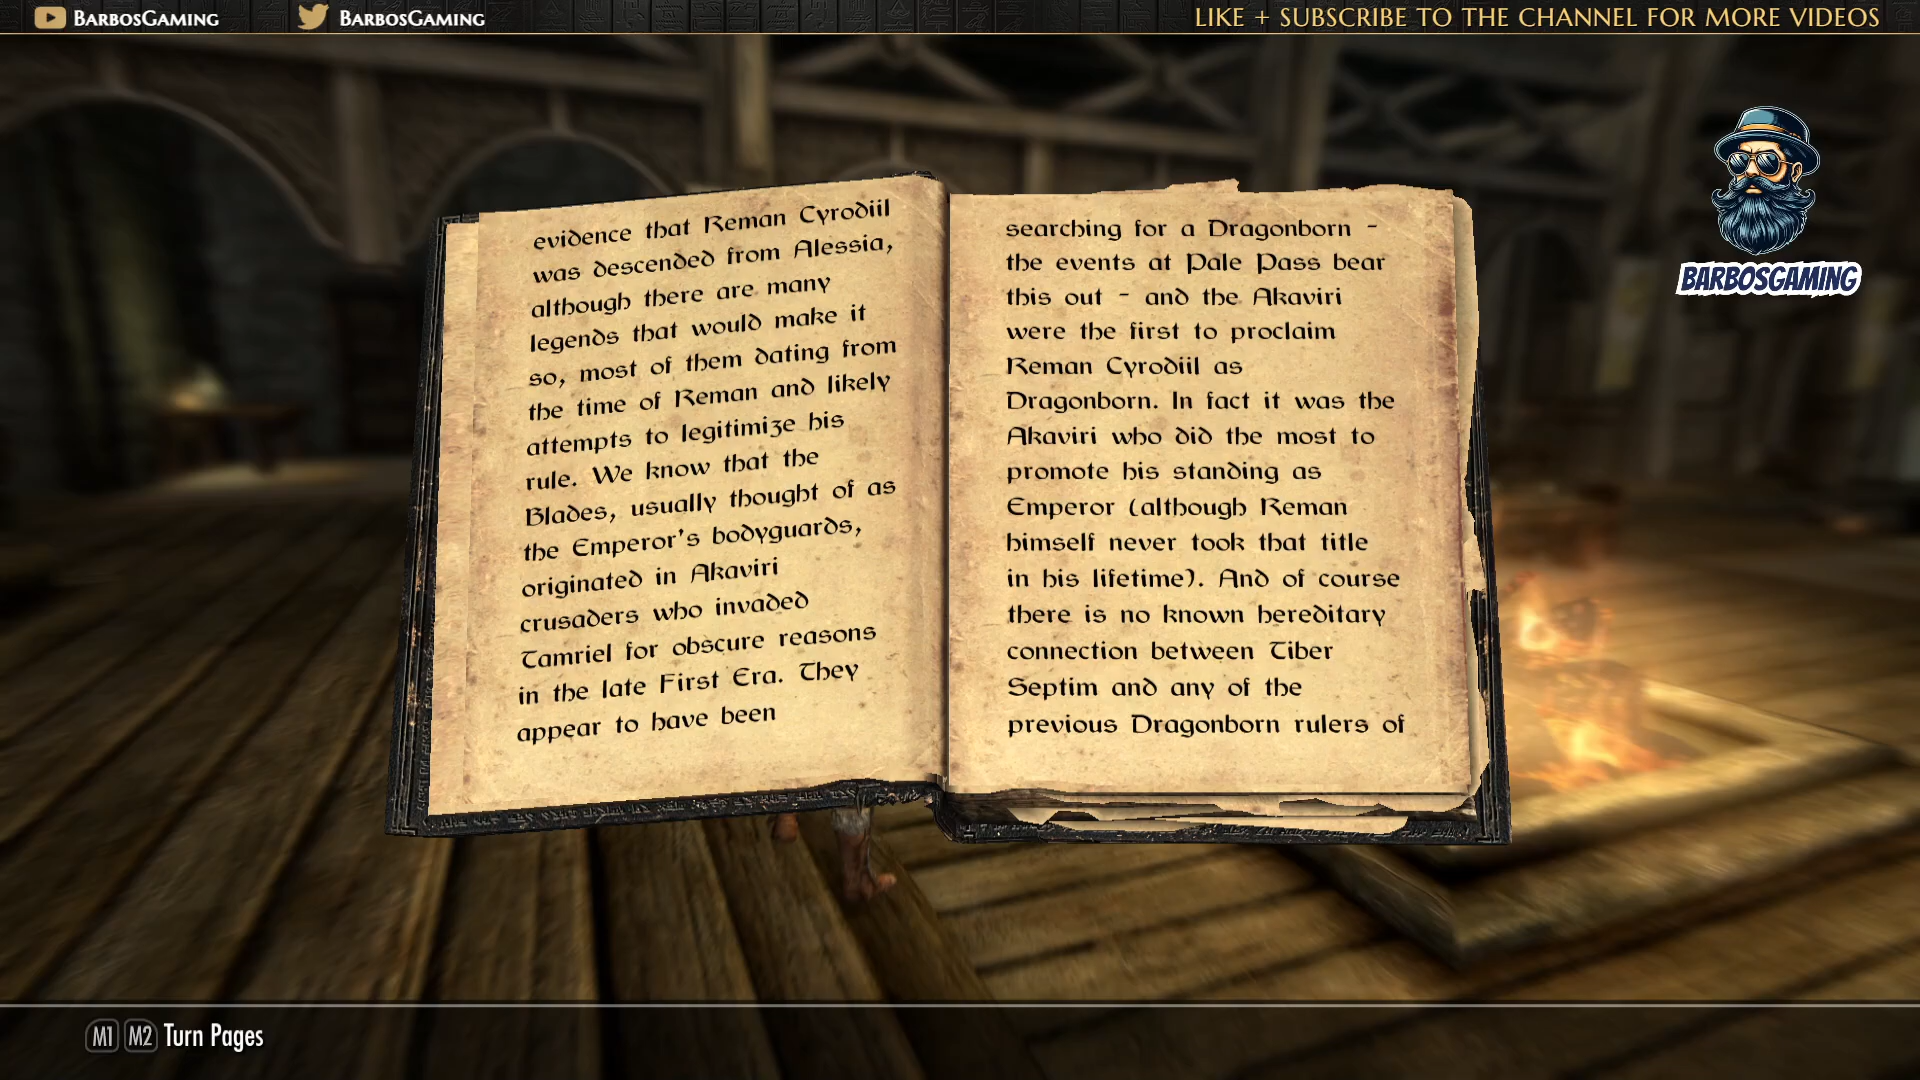 BarbosGaming
BarbosGaming
LIKE + SUBSCRIBE TO THE CHANNEL FOR MORE VIDEOS
BARBOSGAMING
evidence that Reman Cyrodiil
was descended from Alessia,
although there are many
legends that would make it
so, most of them dating from
the time of Reman and likely
attempts to legitimize his
rule. We know that the
Blades, usually thought of as
the Emperor's bodyguards,
originated in Akaviri
crusaders who invaded
Tamriel for obscure reasons
in the late First Era. They
appear to have been
searching for a Dragonborn -
the events at Pale Pass bear
this out - and the Akaviri
were the first to proclaim
Reman Cyrodiil as
Dragonborn. In fact it was the
Akaviri who did the most to
promote his standing as
Emperor (although Reman
himself never took that title
in his lifetime). And of course
there is no known hereditary
connection between Tiber
Septim and any of the
previous Dragonborn rulers of
M1 M2 Turn Pages